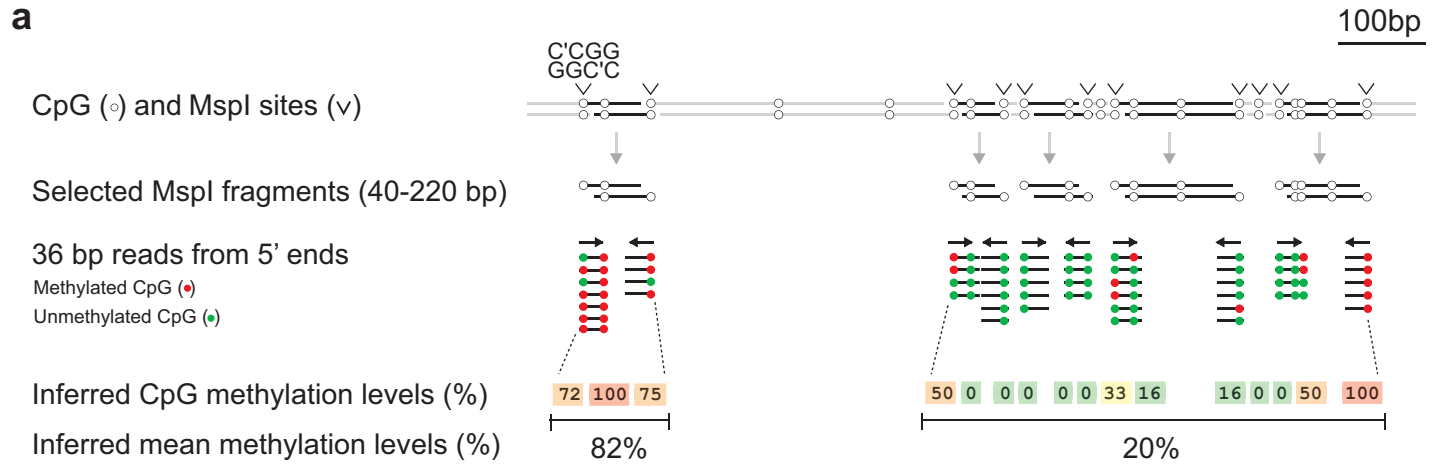 a
100bp
C'CGG
GGC'C
CpG (○) and MspI sites (∨)
Selected MspI fragments (40-220 bp)
36 bp reads from 5’ ends
Methylated CpG (•)
Unmethylated CpG (•)
Inferred CpG methylation levels (%)
72 100 75 50 0 0 0 0 0 33 16 16 0 0 50 100
Inferred mean methylation levels (%)
82% 20%